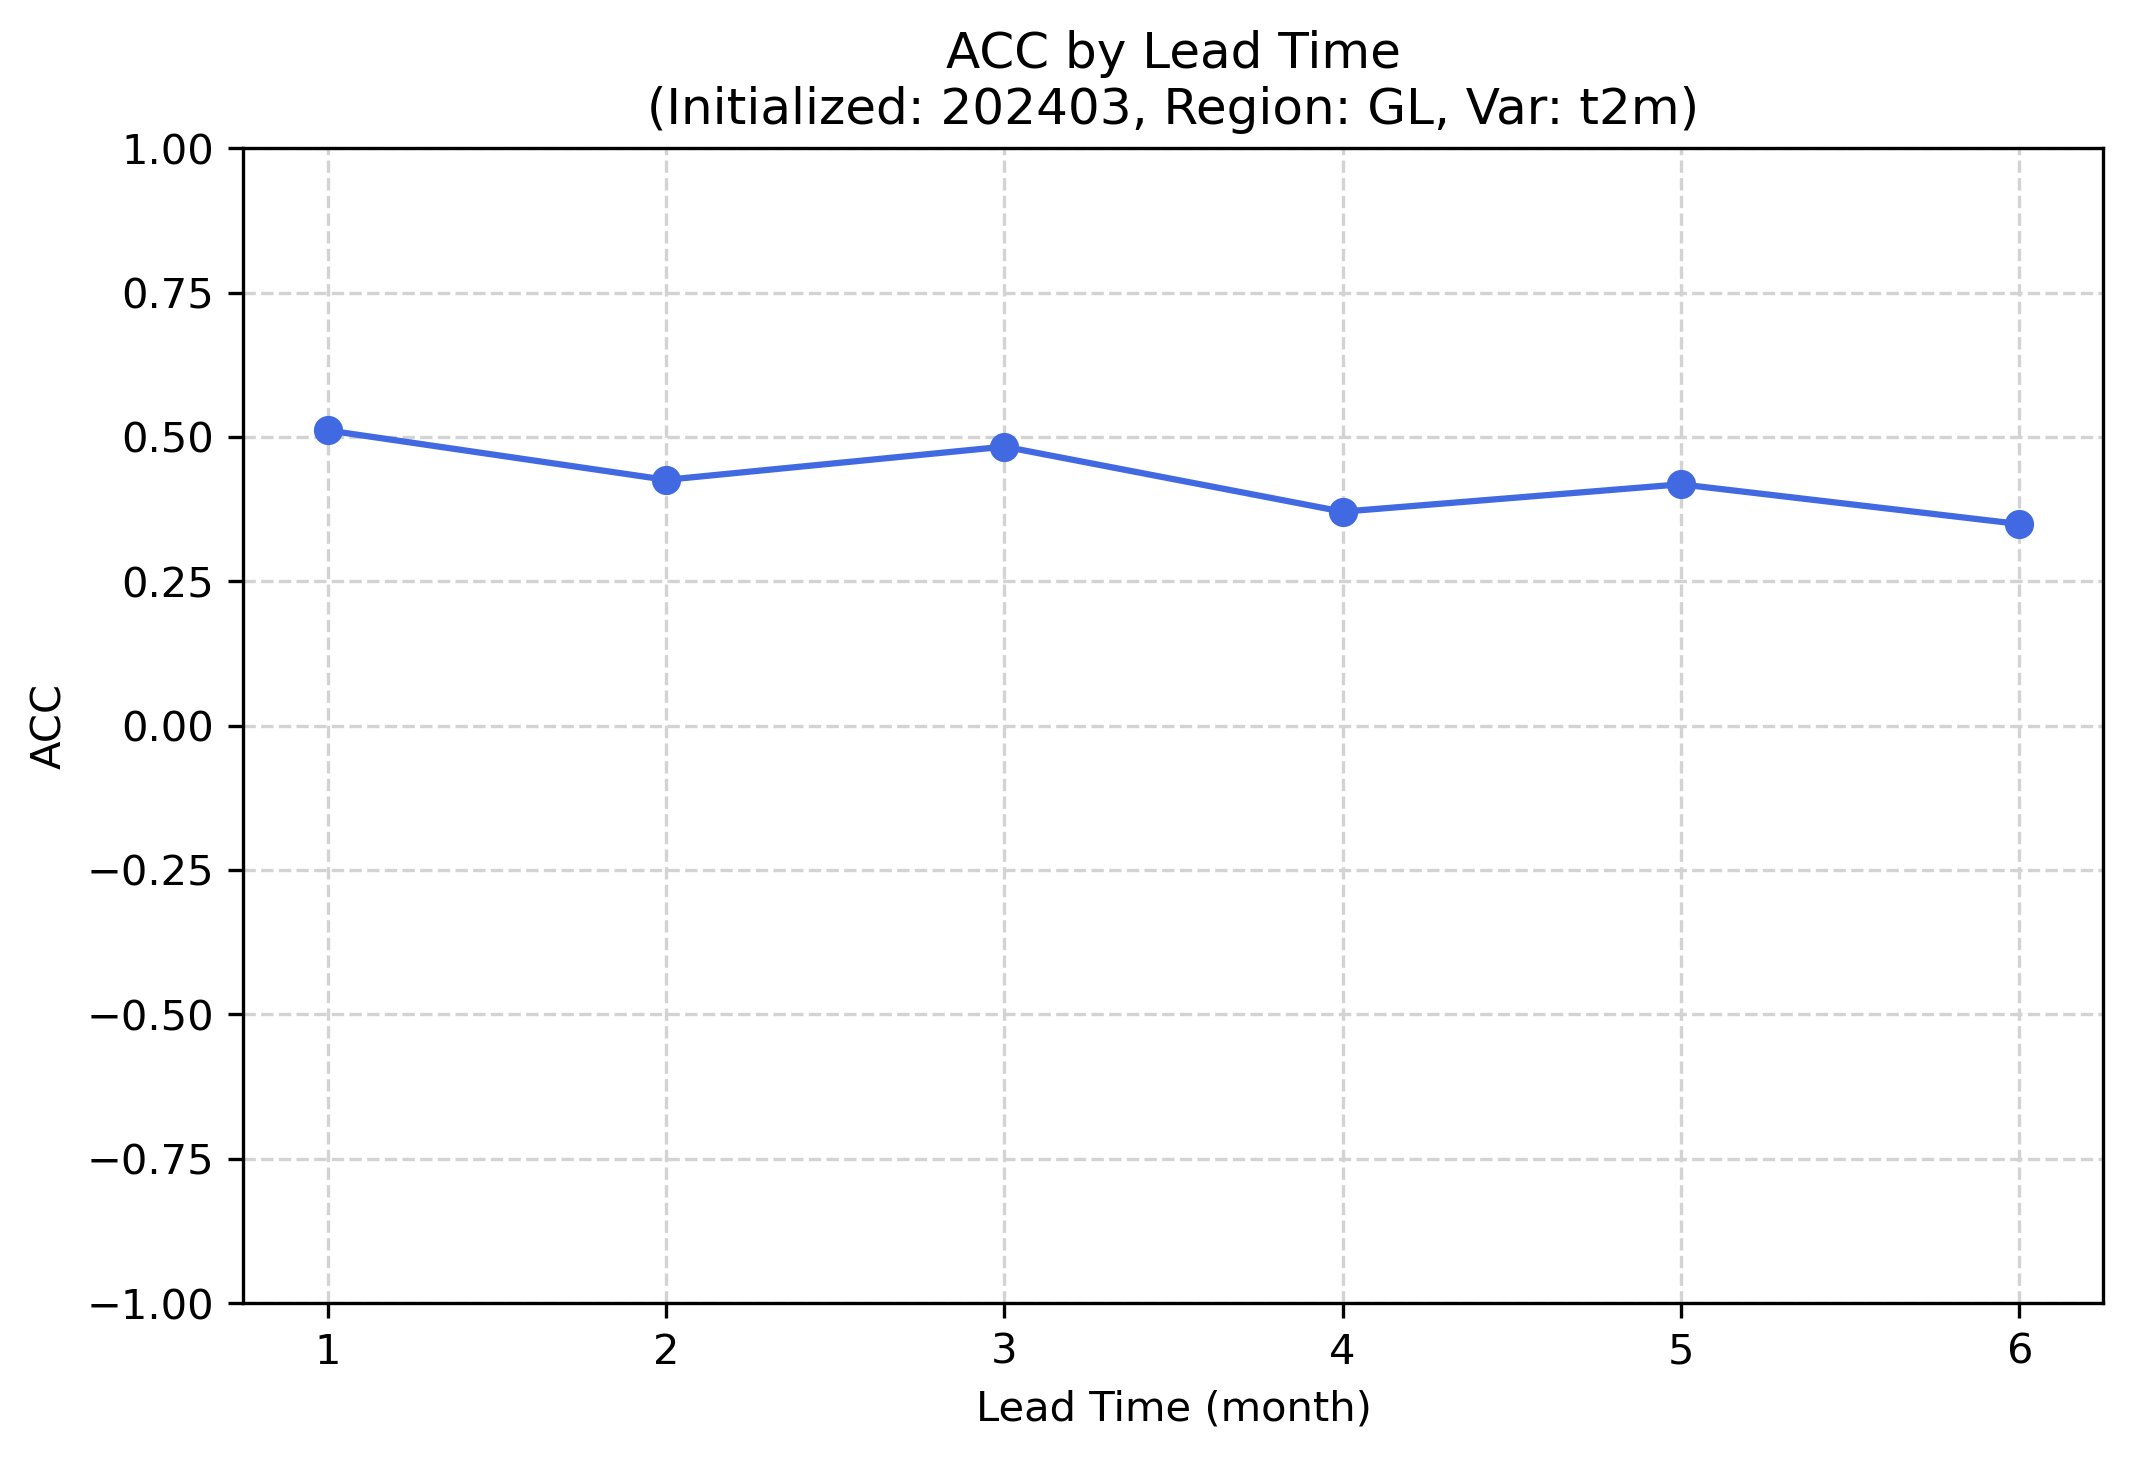 ACC by Lead Time
(Initialized: 202403, Region: GL, Var: t2m)
1.00
0.75
0.50
0.25
0.00
−0.25
−0.50
−0.75
−1.00
ACC
1 2 3 4 5 6
Lead Time (month)